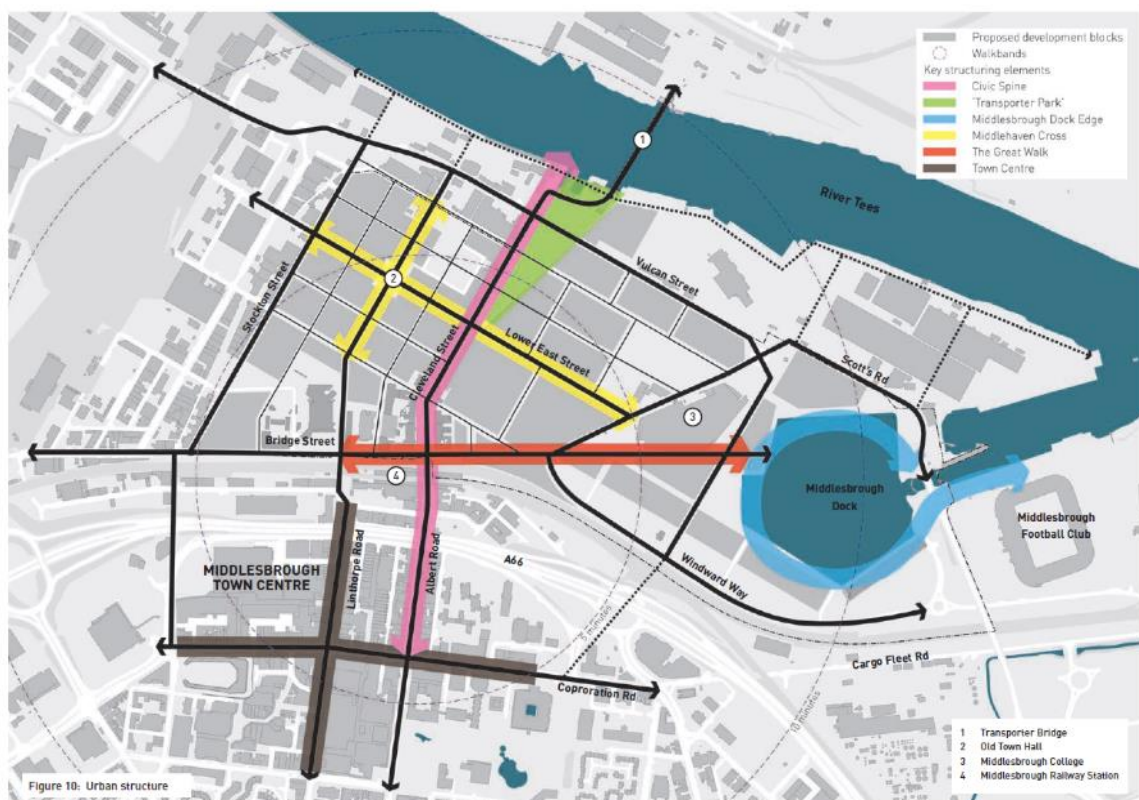 Proposed development blocks
Walkbands
Key structuring elements
Civic Spine
'Transporter Park'
Middlesbrough Dock Edge
Middlehaven Cross
The Great Walk
Town Centre
1
River Tees
Stockton Street
2
Vulcan Street
Cleveland Street
Lower East Street
Scott's Rd
3
Bridge Street
4
Middlesbrough
Dock
Middlesbrough
Football Club
MIDDLESBROUGH
TOWN CENTRE
Linthorpe Road
Albert Road
A66
Windward Way
5 minutes
Cargo Fleet Rd
Coproration Rd
10 minutes
1 Transporter Bridge
2 Old Town Hall
3 Middlesbrough College
4 Middlesbrough Railway Station
Figure 10: Urban structure